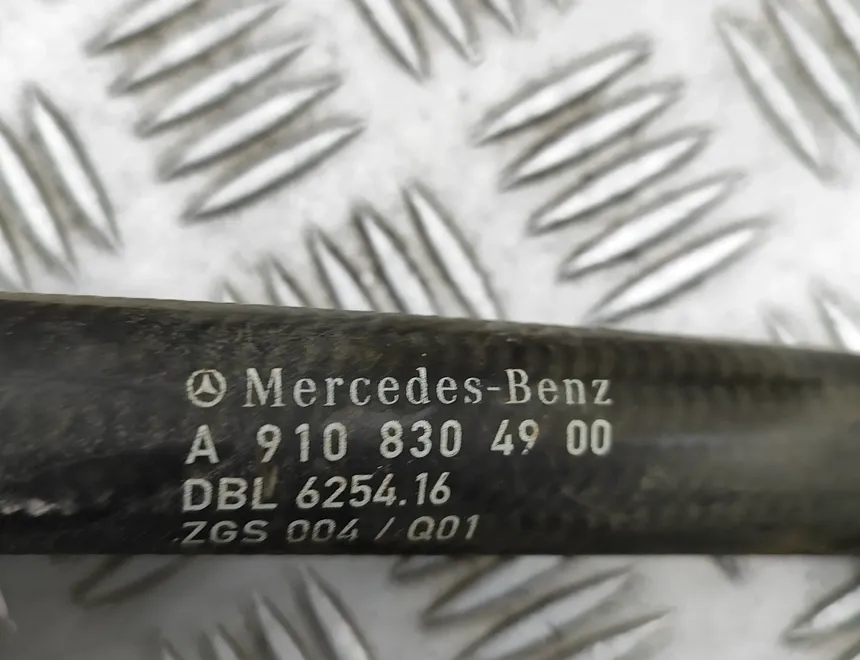 Mercedes-Benz
A 910 830 49 00
DBL 6254.16
ZGS 004 / Q01